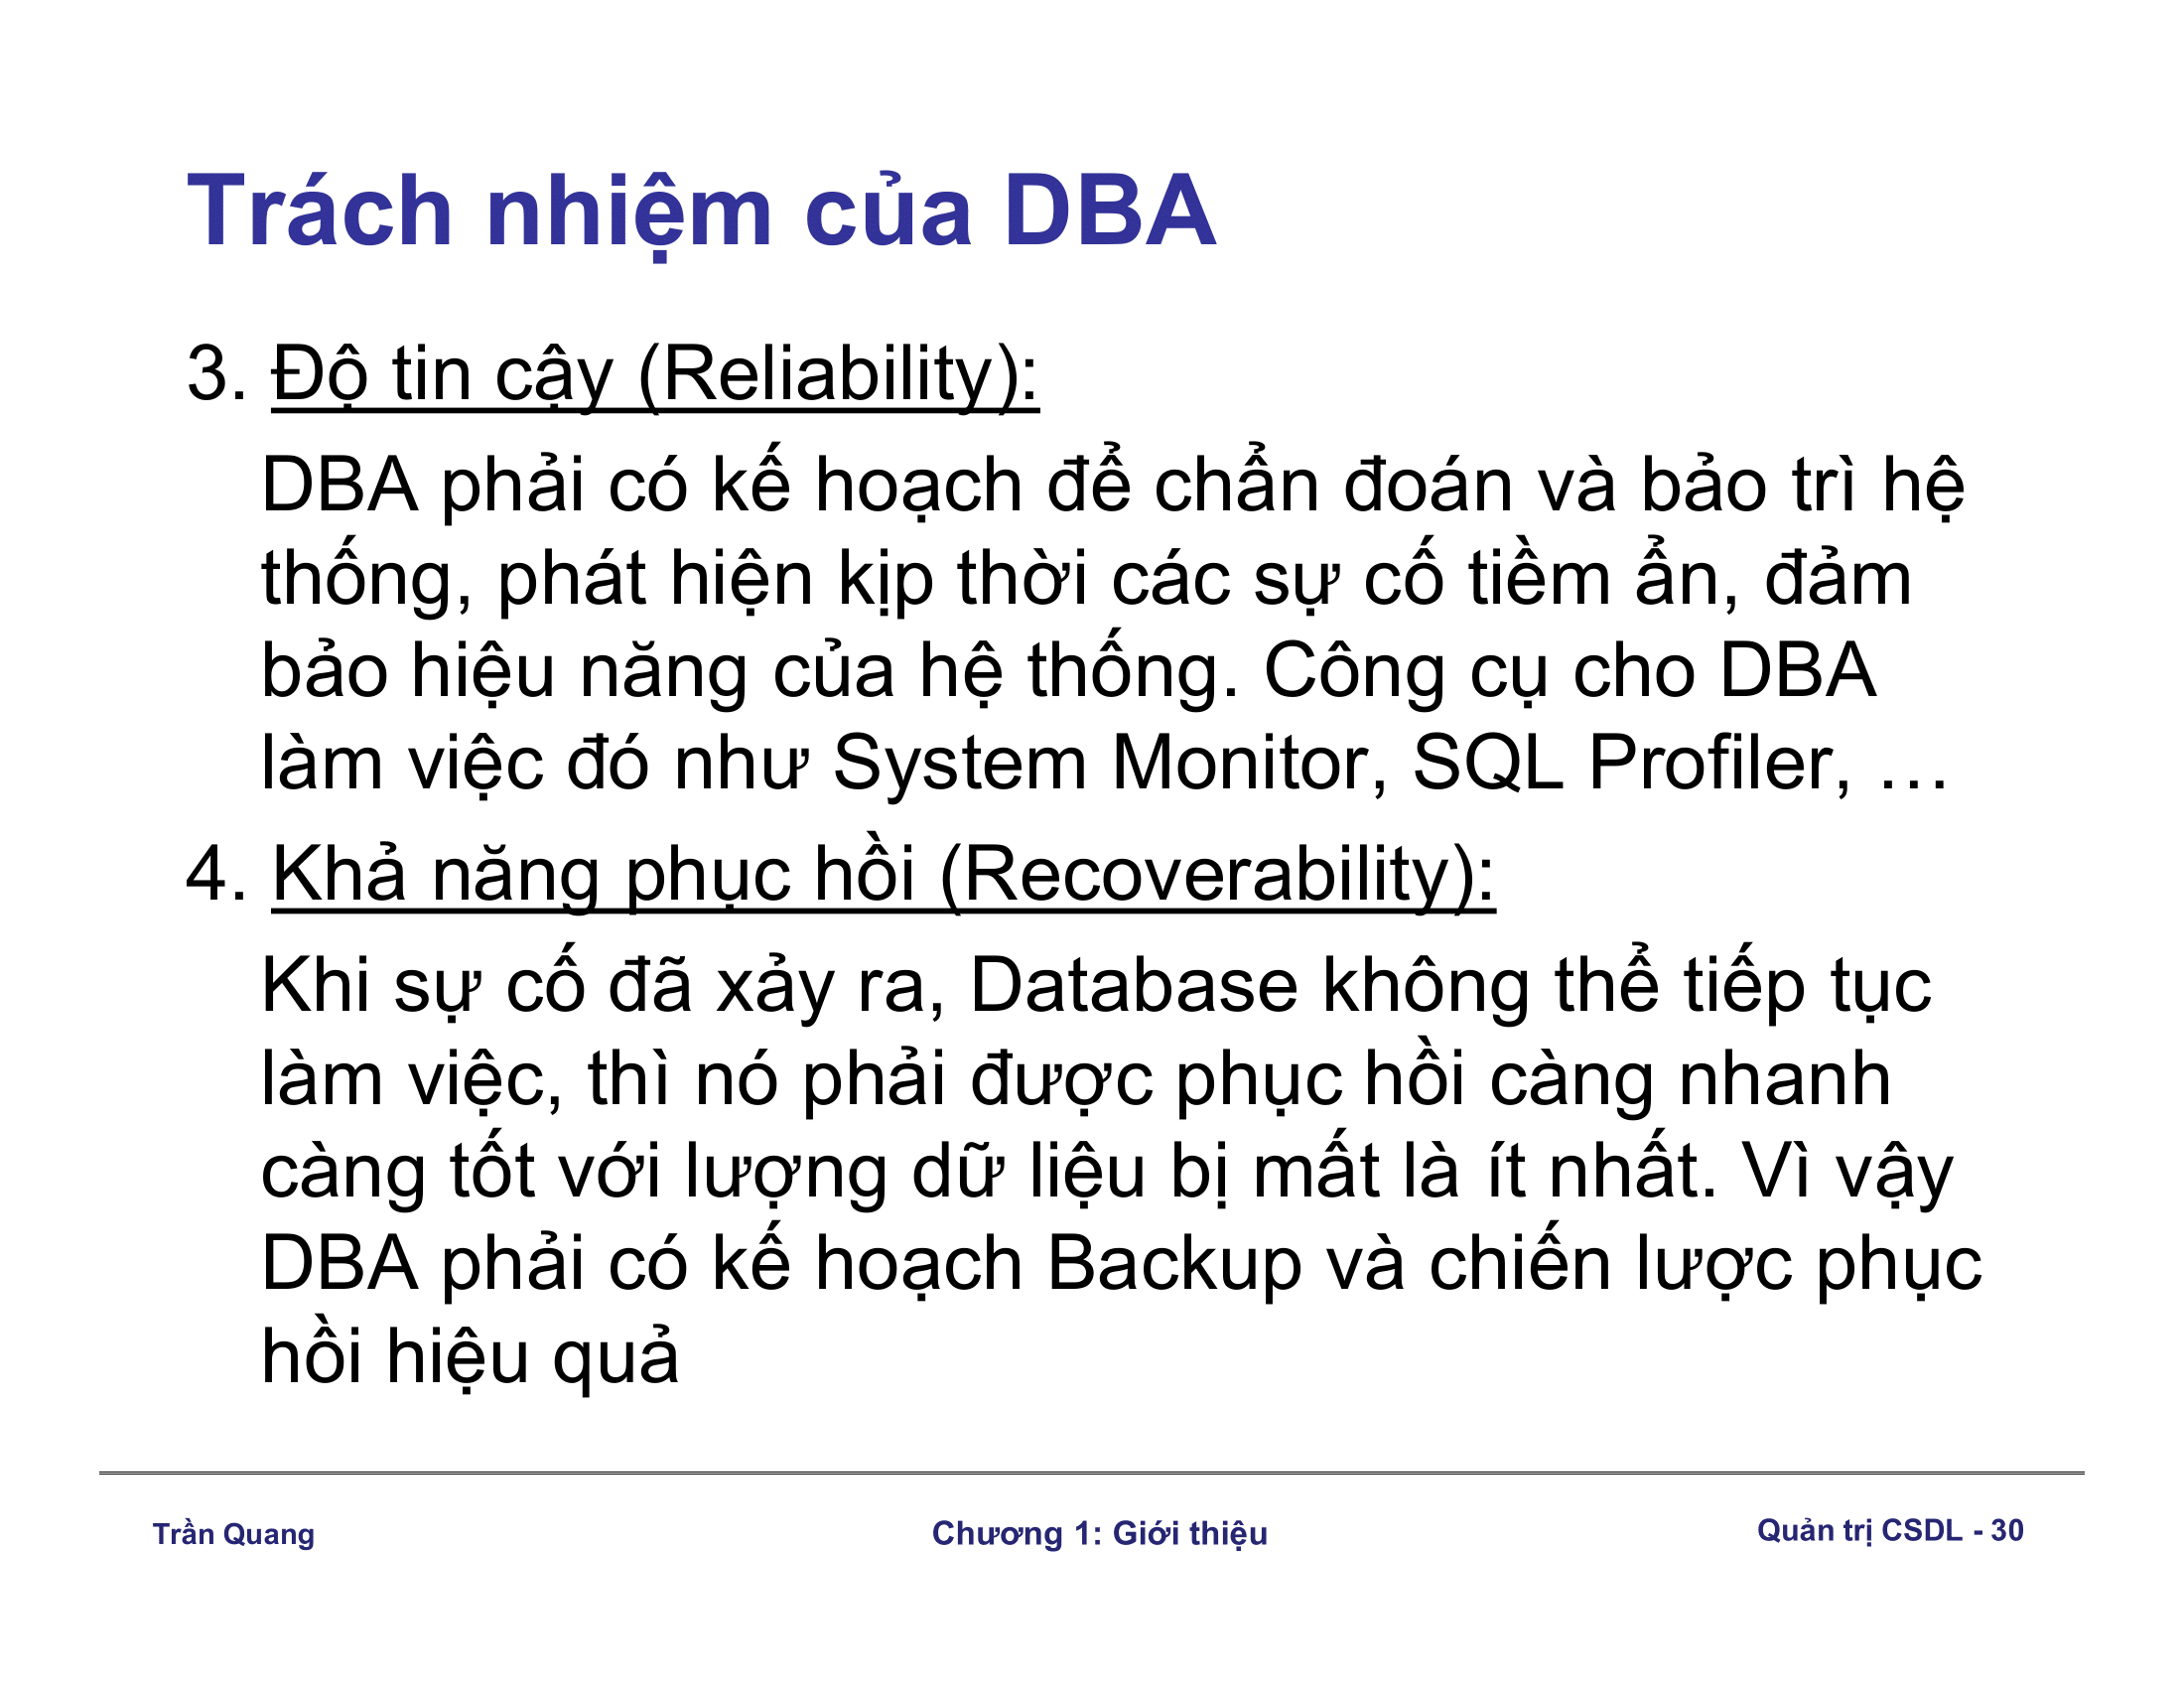 Trách nhiệm của DBA
3. Độ tin cậy (Reliability):
DBA phải có kế hoạch để chẩn đoán và bảo trì hệ
thống, phát hiện kịp thời các sự cố tiềm ẩn, đảm
bảo hiệu năng của hệ thống. Công cụ cho DBA
làm việc đó như System Monitor, SQL Profiler, …
4. Khả năng phục hồi (Recoverability):
Khi sự cố đã xảy ra, Database không thể tiếp tục
làm việc, thì nó phải được phục hồi càng nhanh
càng tốt với lượng dữ liệu bị mất là ít nhất. Vì vậy
DBA phải có kế hoạch Backup và chiến lược phục
hồi hiệu quả
Trần Quang
Chương 1: Giới thiệu
Quản trị CSDL - 30